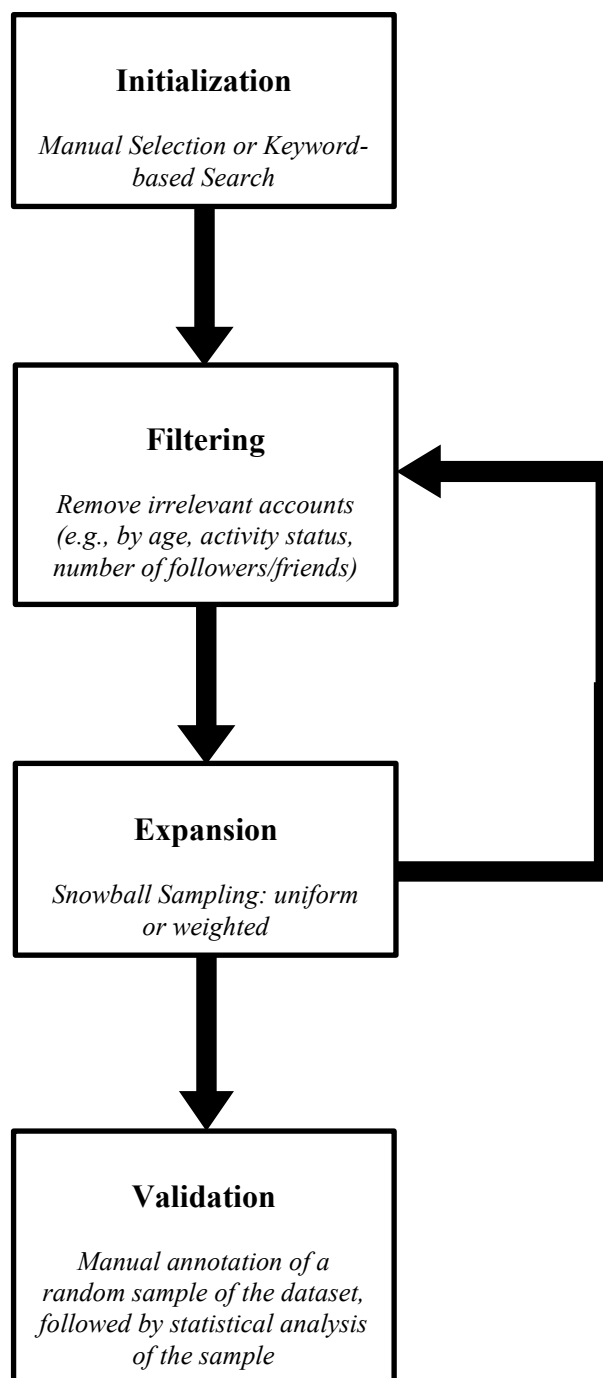 Initialization
Manual Selection or Keyword-
based Search
Filtering
Remove irrelevant accounts
(e.g., by age, activity status,
number of followers/friends)
Expansion
Snowball Sampling: uniform
or weighted
Validation
Manual annotation of a
random sample of the dataset,
followed by statistical analysis
of the sample